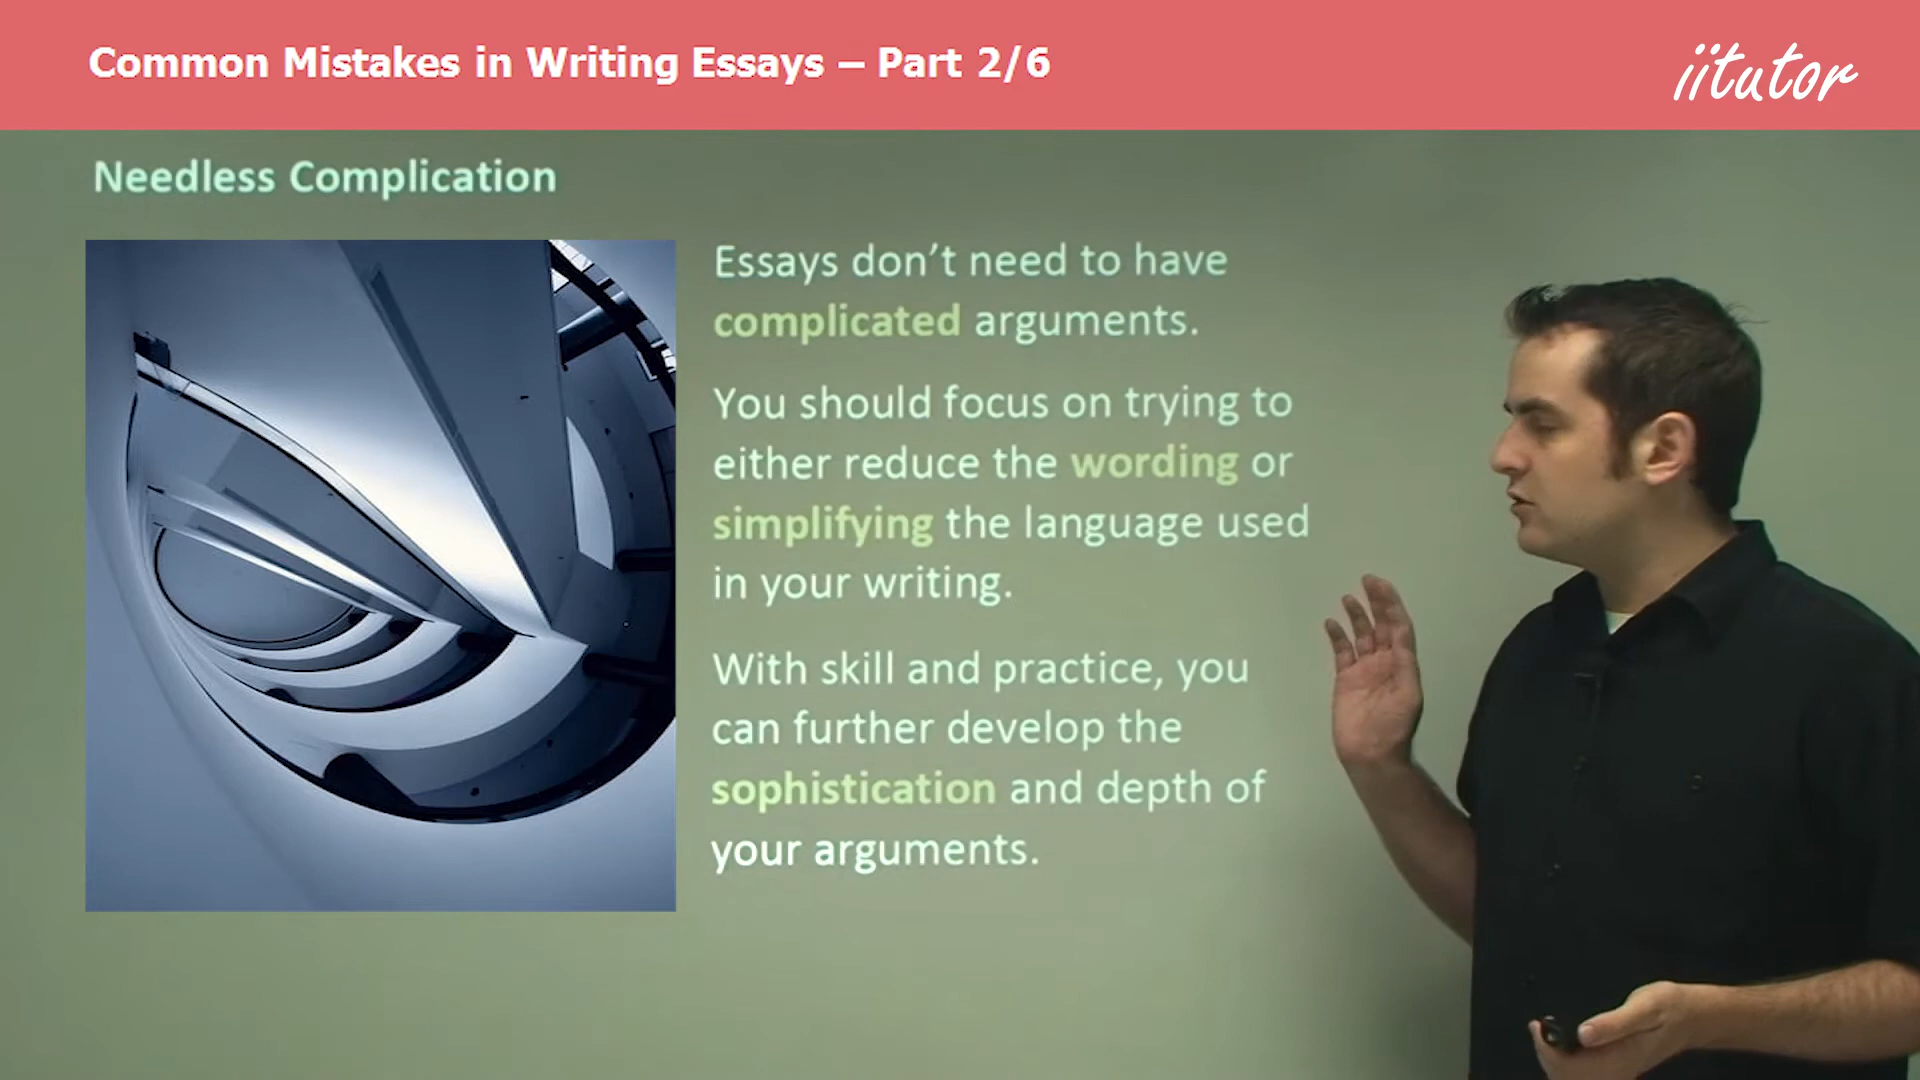 Common Mistakes in Writing Essays – Part 2/6
iitutor
Needless Complication
Essays don’t need to have
complicated arguments.
You should focus on trying to
either reduce the wording or
simplifying the language used
in your writing.
With skill and practice, you
can further develop the
sophistication and depth of
your arguments.